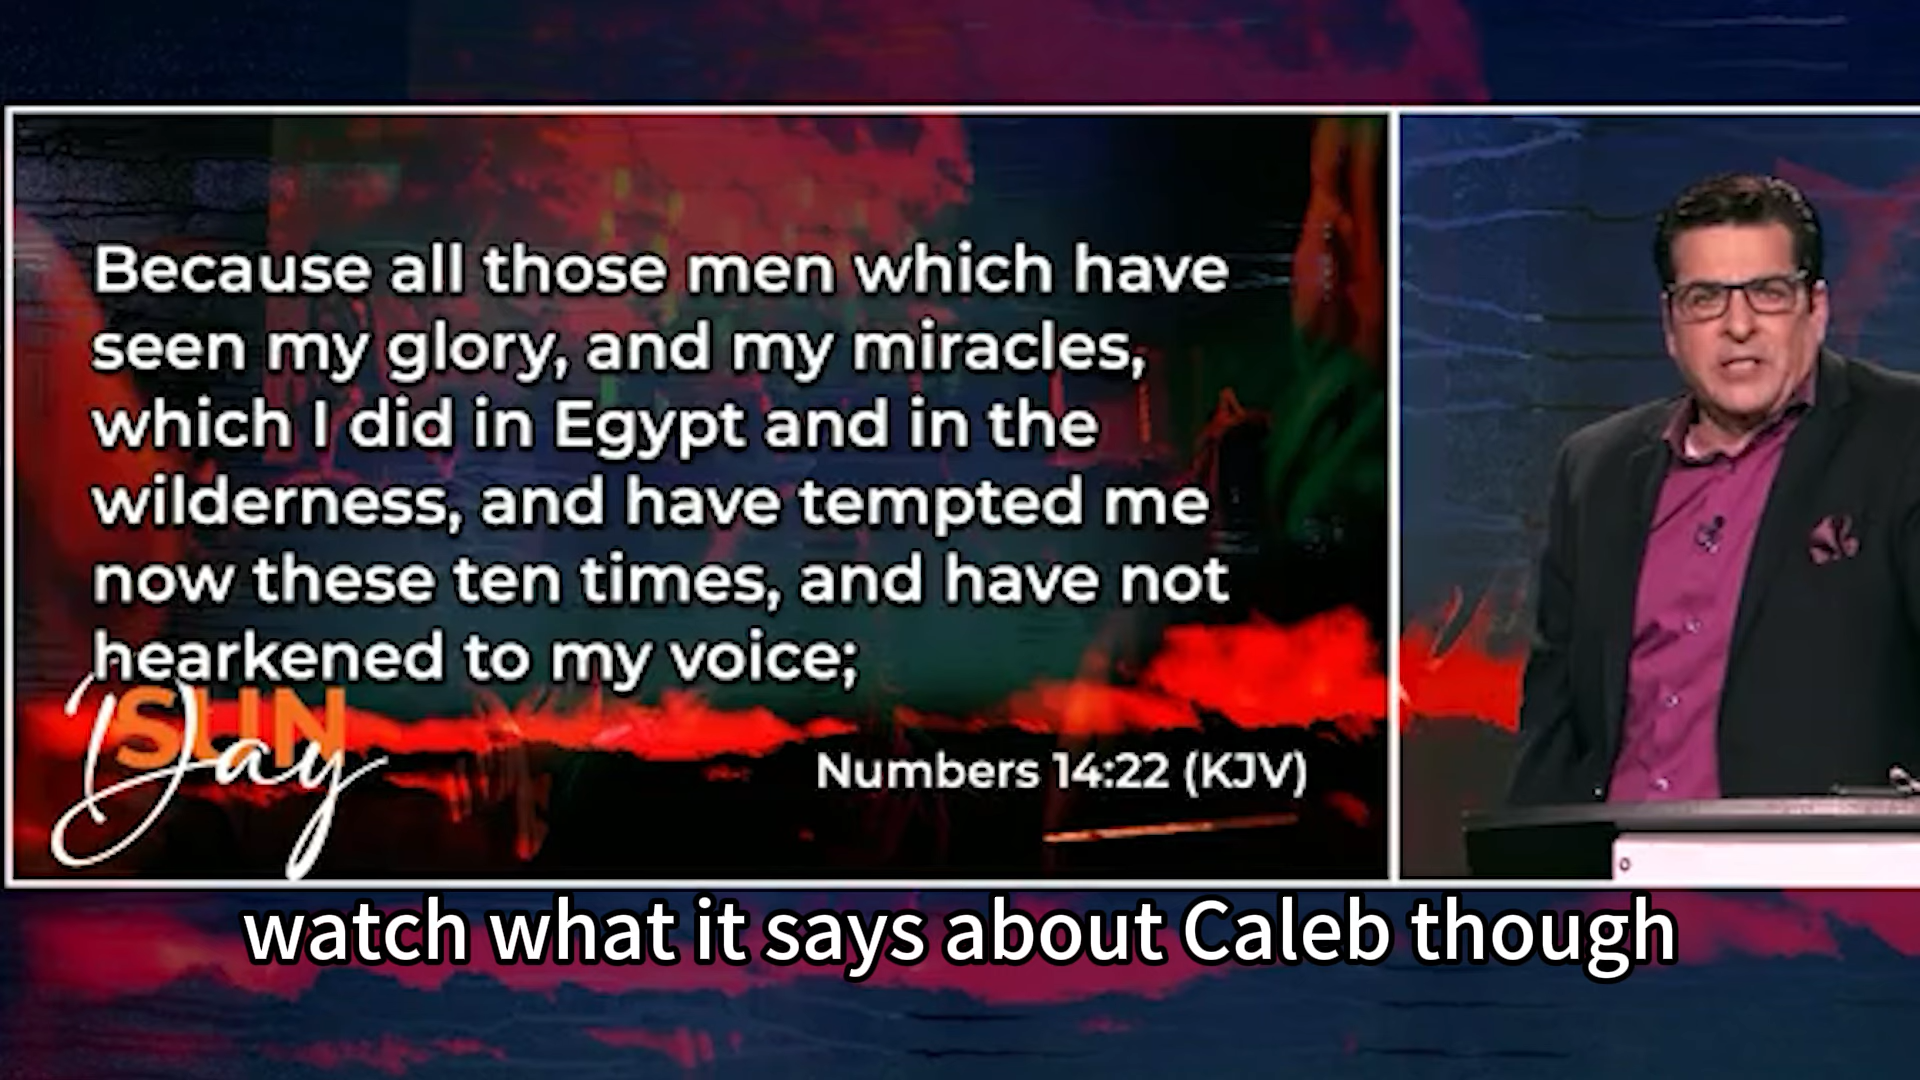 Because all those men which have
seen my glory, and my miracles,
which I did in Egypt and in the
wilderness, and have tempted me
now these ten times, and have not
hearkened to my voice;
SUN
Day
Numbers 14:22 (KJV)
watch what it says about Caleb though